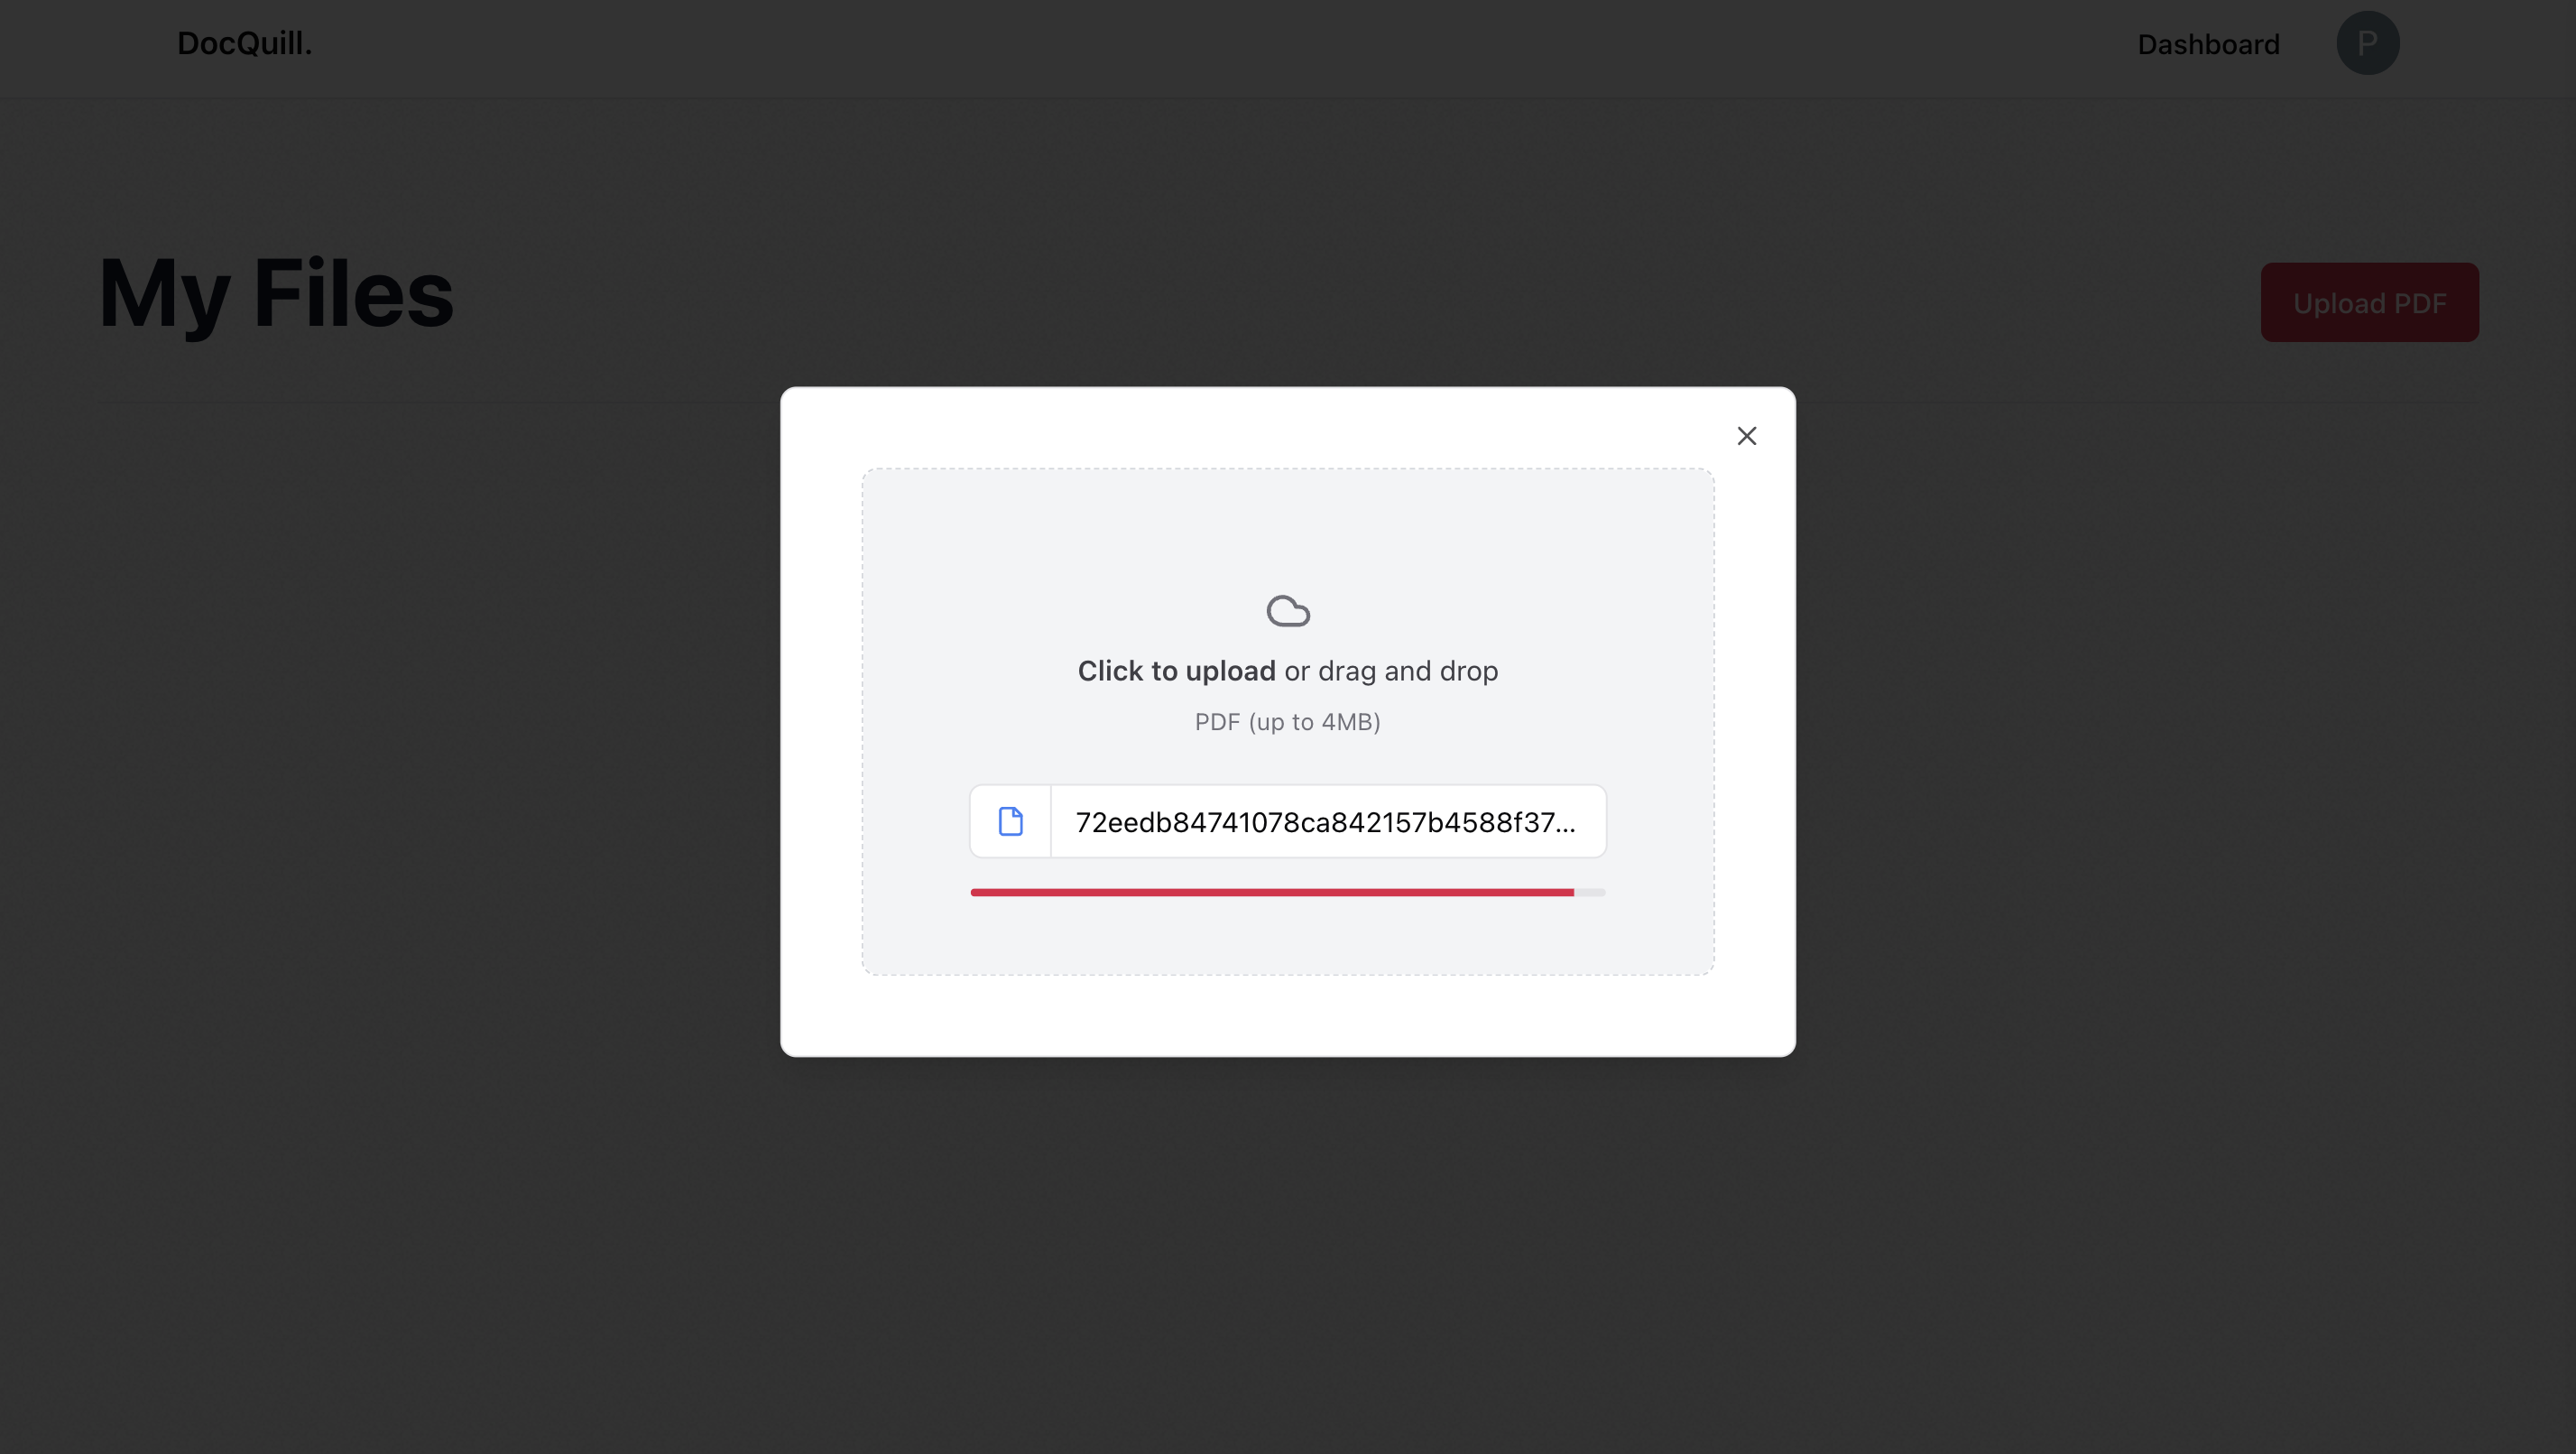 DocQuill.
Dashboard
P
My Files
Upload PDF
Click to upload or drag and drop
PDF (up to 4MB)
72eedb84741078ca842157b4588f37...